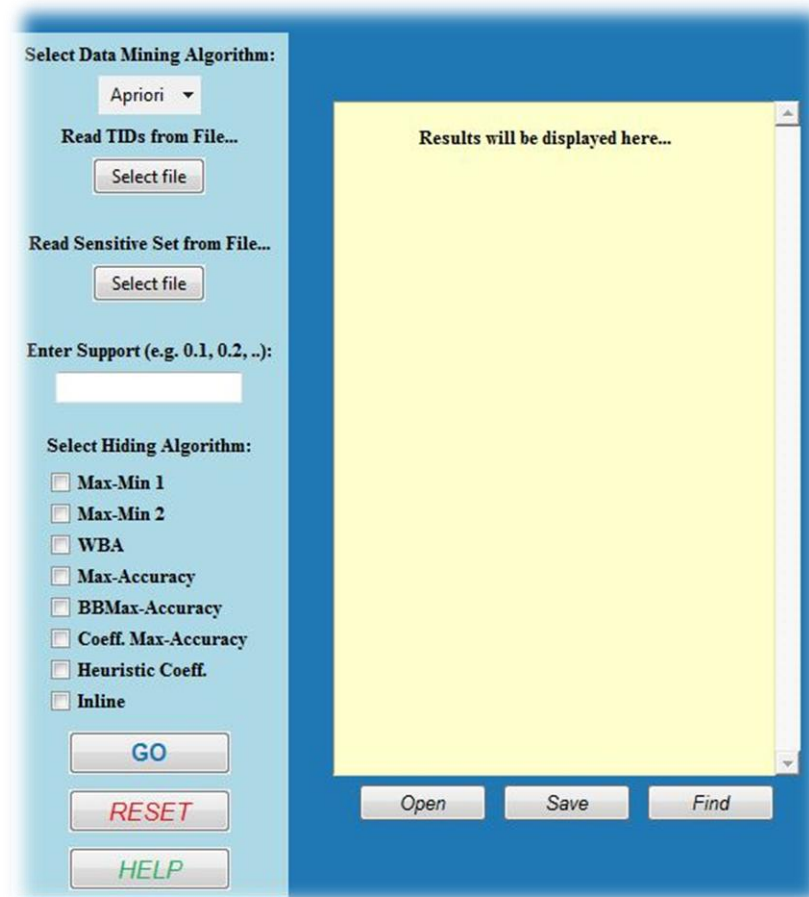 Select Data Mining Algorithm:
Apriori
Read TIDs from File...
Select file
Read Sensitive Set from File...
Select file
Enter Support (e.g. 0.1, 0.2, ..):
Select Hiding Algorithm:
Max-Min 1
Max-Min 2
WBA
Max-Accuracy
BBMax-Accuracy
Coeff. Max-Accuracy
Heuristic Coeff.
Inline
GO
RESET
HELP
Results will be displayed here...
Open Save Find